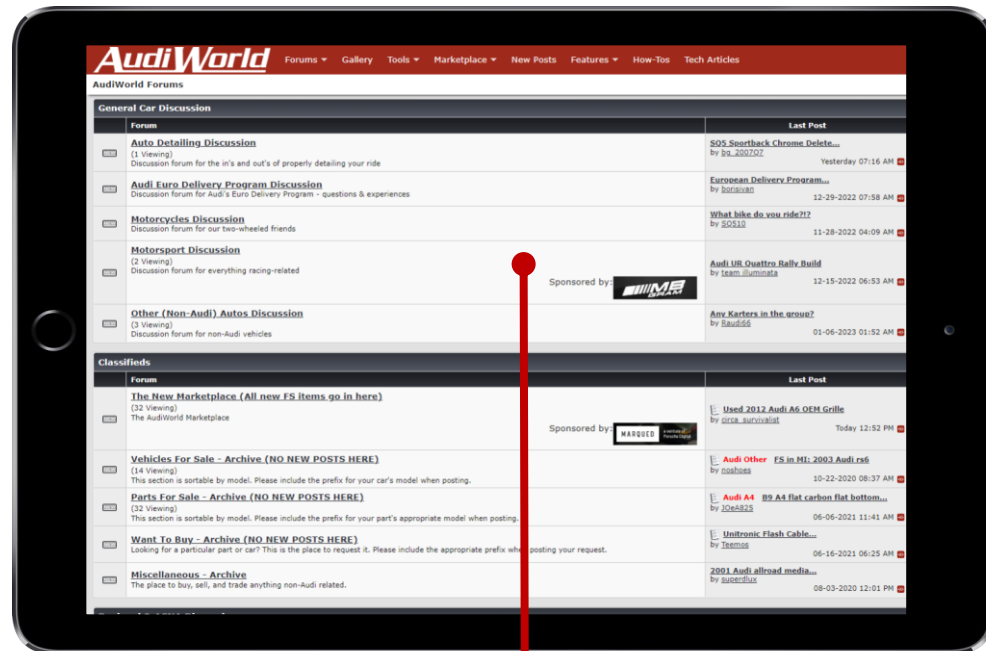 AudiWorld Forums Gallery Tools Marketplace New Posts Features How-Tos Tech Articles
AudiWorld Forums
General Car Discussion
Forum Last Post
Auto Detailing Discussion
(1 Viewing)
Discussion forum for the in's and out's of properly detailing your ride
SQ5 Sportback Chrome Delete...
by bg_200707
Yesterday 07:16 AM
Audi Euro Delivery Program Discussion
Discussion forum for Audi's Euro Delivery Program - questions & experiences
European Delivery Program...
by borisivan
12-29-2022 07:58 AM
Motorcycles Discussion
Discussion forum for our two-wheeled friends
What bike do you ride?!?
by SQ510
11-28-2022 04:09 AM
Motorsport Discussion
(2 Viewing)
Discussion forum for everything racing-related
Sponsored by:
Audi UR Quattro Rally Build
by team illuminata
12-15-2022 06:53 AM
Other (Non-Audi) Autos Discussion
(3 Viewing)
Discussion forum for non-Audi vehicles
Any Karters in the group?
by Raudi66
01-06-2023 01:52 AM
Classifieds
Forum Last Post
The New Marketplace (All new FS items go in here)
(32 Viewing)
The AudiWorld Marketplace
Sponsored by: MARQUED
Used 2012 Audi A6 OEM Grille
by circa_survivalist
Today 12:52 PM
Vehicles For Sale - Archive (NO NEW POSTS HERE)
(14 Viewing)
This section is sortable by model. Please include the prefix for your car's model when posting.
Audi Other FS in MI: 2003 Audi rs6
by noshoes
10-22-2020 08:37 AM
Parts For Sale - Archive (NO NEW POSTS HERE)
(32 Viewing)
This section is sortable by model. Please include the prefix for your part's appropriate model when posting.
Audi A4 B9 A4 flat carbon flat bottom...
by JOeA825
06-06-2021 11:41 AM
Want To Buy - Archive (NO NEW POSTS HERE)
Looking for a particular part or car? This is the place to request it. Please include the appropriate prefix when posting your request.
Unitronic Flash Cable...
by Teemos
06-16-2021 06:25 AM
Miscellaneous - Archive
The place to buy, sell, and trade anything non-Audi related.
2001 Audi allroad media...
by superdlux
08-03-2020 12:01 PM